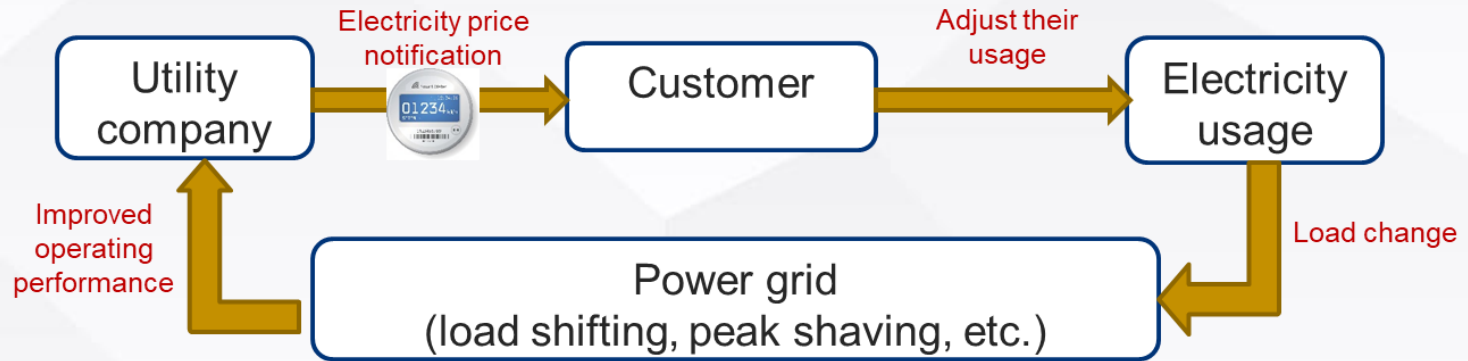 Electricity price
notification
Adjust their
usage
Utility
company
01234
Customer
Electricity
usage
Improved
operating
performance
Load change
Power grid
(load shifting, peak shaving, etc.)